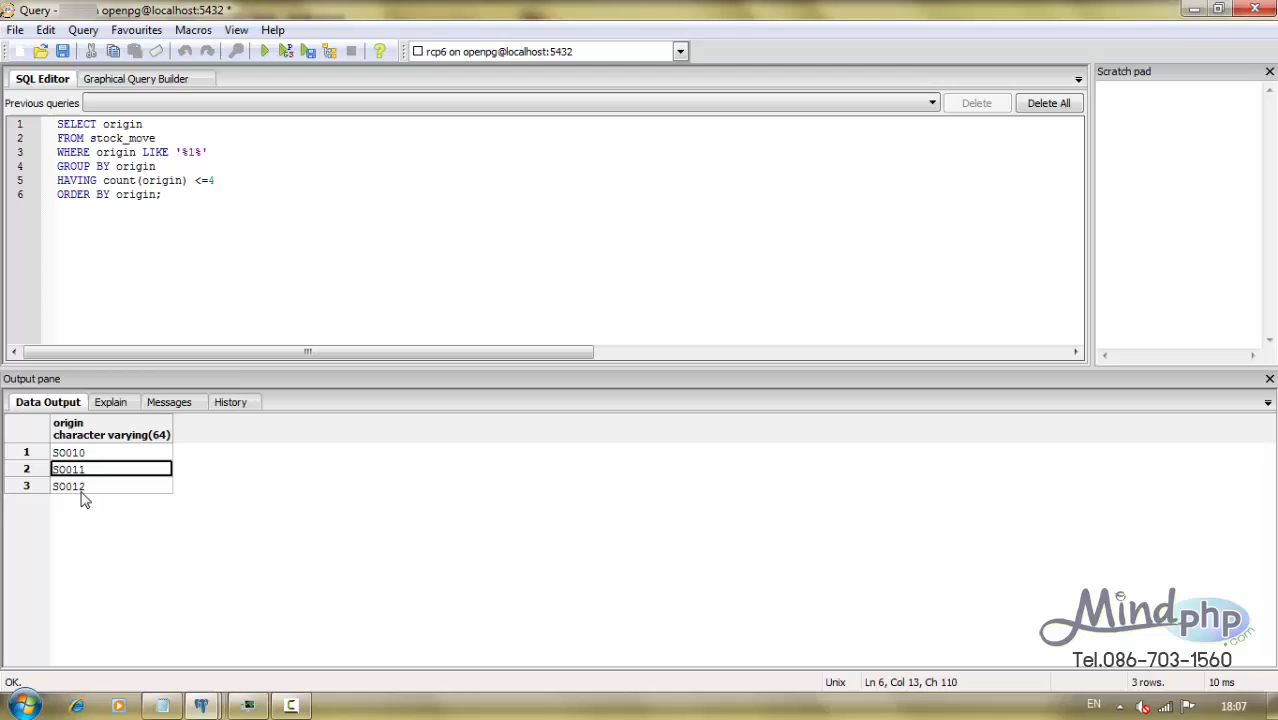 Query - openpg@localhost:5432 *
File Edit Query Favourites Macros View Help
rcp6 on openpg@localhost:5432
SQL Editor Graphical Query Builder
Scratch pad
Previous queries Delete Delete All
1 SELECT origin
2 FROM stock_move
3 WHERE origin LIKE '%1%'
4 GROUP BY origin
5 HAVING count(origin) <=4
6 ORDER BY origin;
Output pane
Data Output Explain Messages History
origin
character varying(64)
1 SO010
2 SO011
3 SO012
Mindphp
.com
Tel.086-703-1560
OK. Unix Ln 6, Col 13, Ch 110 3 rows. 10 ms
EN 18:07